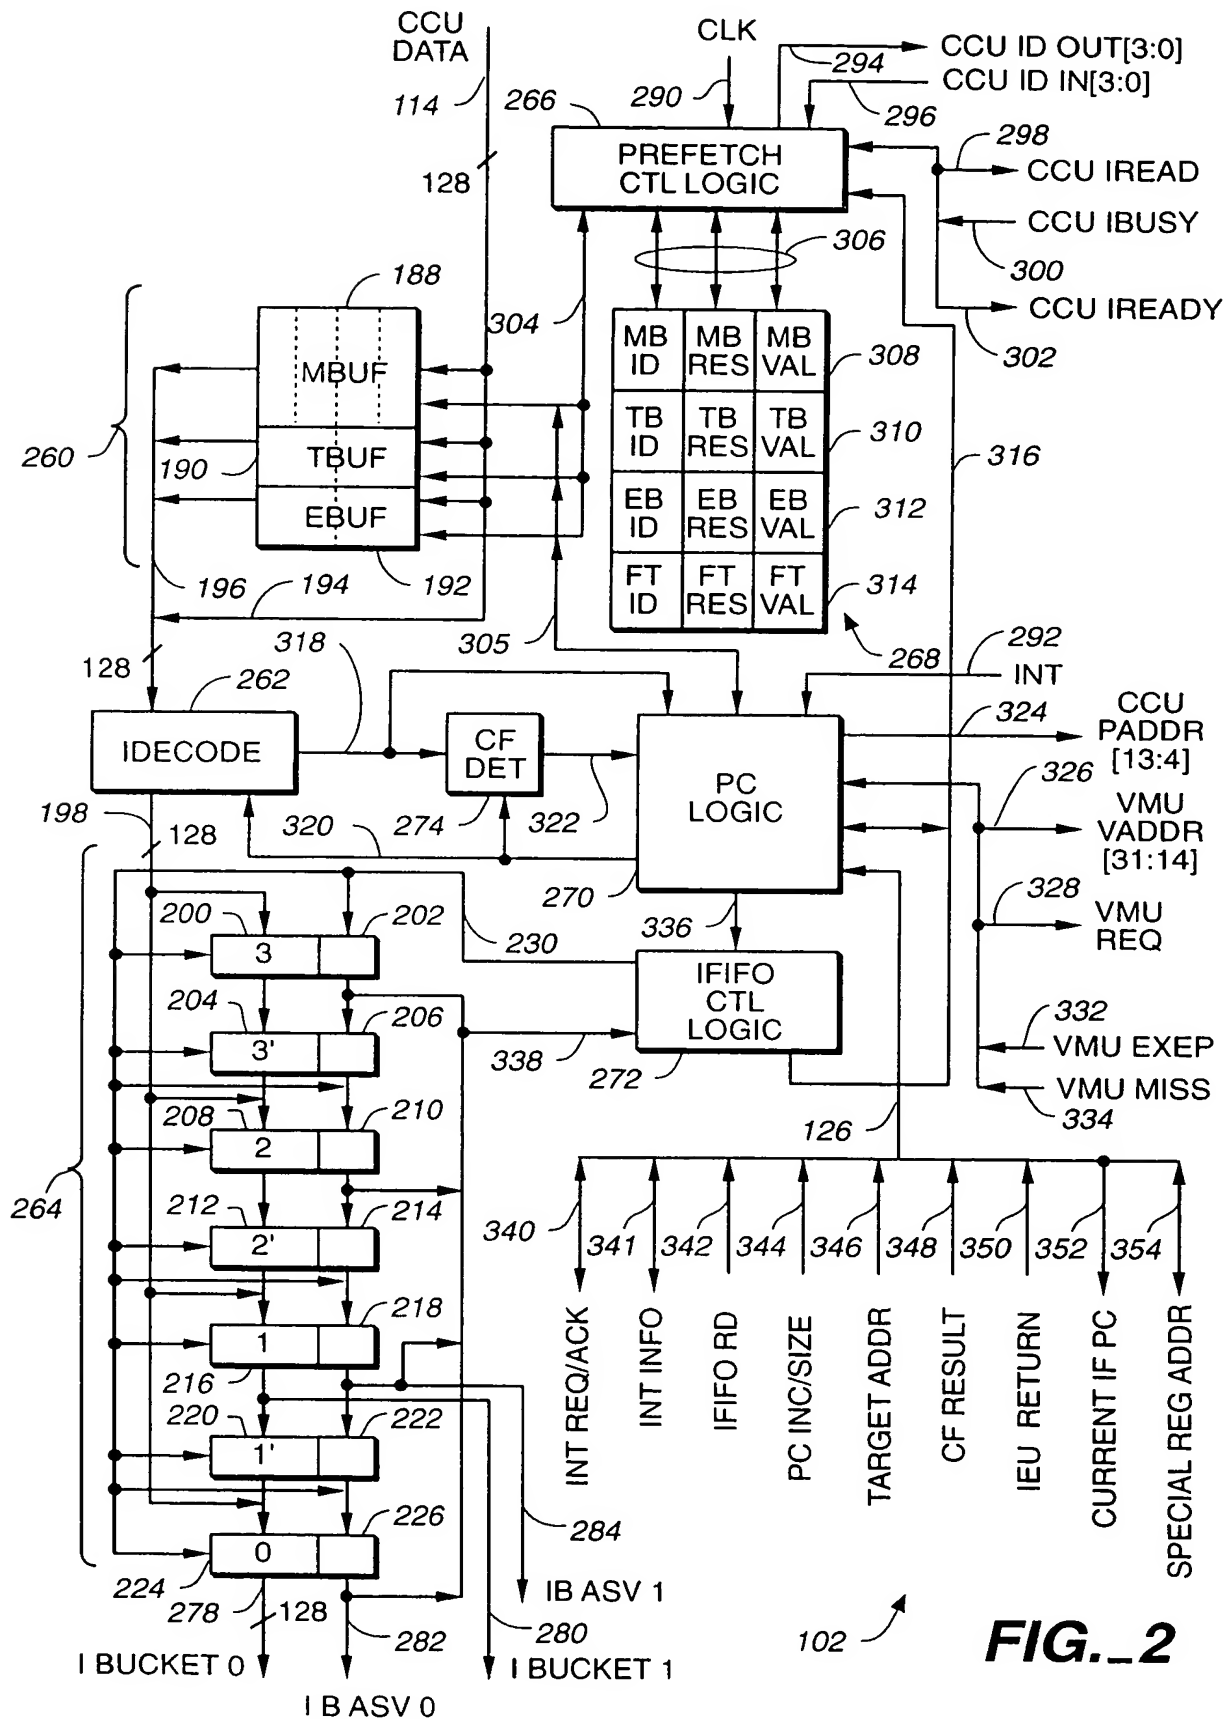 CCU
DATA
CLK
CCU ID OUT[3:0]
294
CCU ID IN[3:0]
114
290
266
296
298
PREFETCH
CTL LOGIC
128
CCU IREAD
CCU IBUSY
306
300
188
304
CCU IREADY
302
MB
ID
MB
RES
MB
VAL
308
MBUF
260
190
TBUF
TB
ID
TB
RES
TB
VAL
310
316
EBUF
EB
ID
EB
RES
EB
VAL
312
196
194
192
FT
ID
FT
RES
FT
VAL
314
305
292
318
268
INT
128
262
CCU
PADDR
[13:4]
324
IDECODE
CF
DET
PC
LOGIC
326
VMU
VADDR
[31:14]
198
128
320
274
322
328
270
200
202
230
336
VMU
REQ
3
IFIFO
CTL
LOGIC
204
206
332
3'
338
272
VMU EXEP
VMU MISS
208
210
126
334
2
264
212
214
340
341
342
344
346
348
350
352
354
2'
218
1
216
INT REQ/ACK
INT INFO
IFIFO RD
PC INC/SIZE
TARGET ADDR
CF RESULT
IEU RETURN
CURRENT IF PC
SPECIAL REG ADDR
220
222
1'
226
284
0
224
278
128
282
IB ASV 1
280
102
I BUCKET 0
I BUCKET 1
I B ASV 0
FIG._2